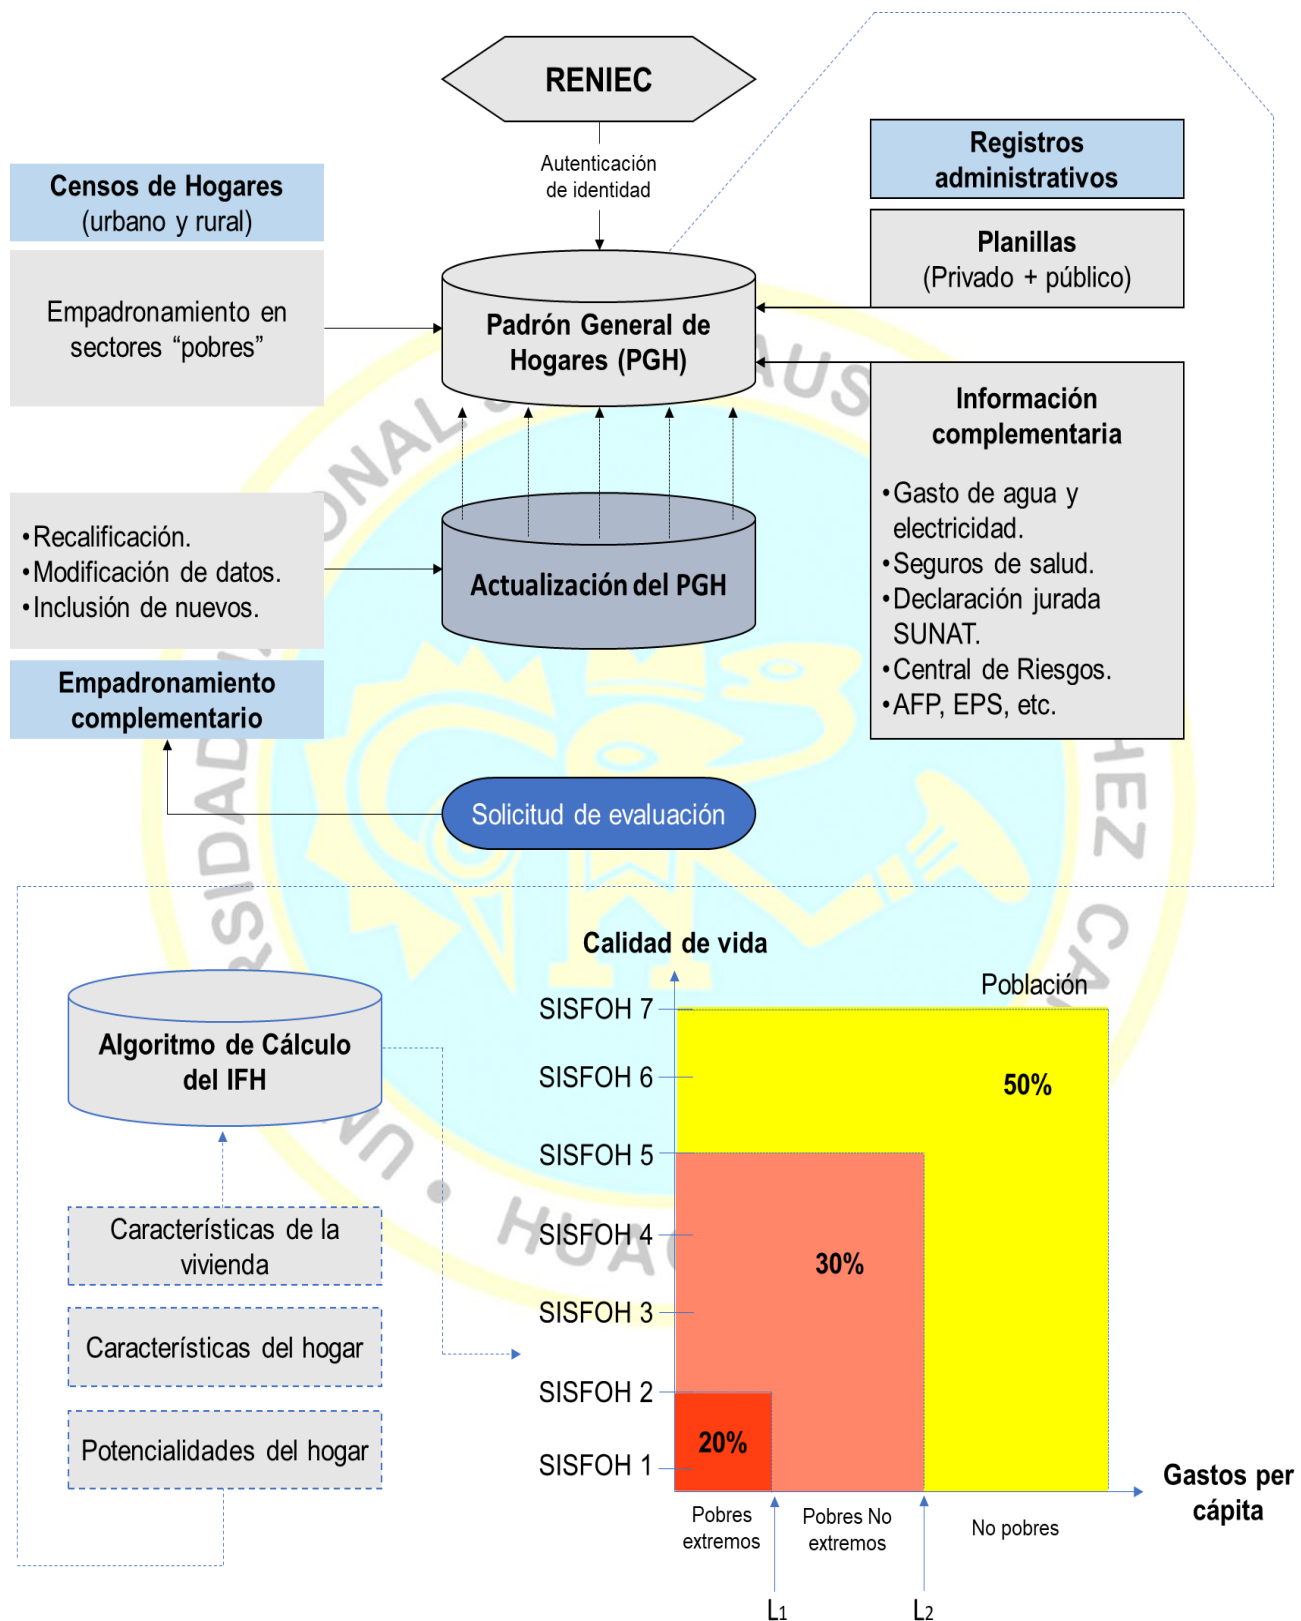 RENIEC
Autenticación
de identidad
Censos de Hogares
(urbano y rural)
Empadronamiento en
sectores “pobres”
Registros
administrativos
Planillas
(Privado + público)
Padrón General de
Hogares (PGH)
Información
complementaria
•Gasto de agua y
electricidad.
•Seguros de salud.
•Declaración jurada
SUNAT.
•Central de Riesgos.
•AFP, EPS, etc.
•Recalificación.
•Modificación de datos.
•Inclusión de nuevos.
Actualización del PGH
Empadronamiento
complementario
Solicitud de evaluación
Algoritmo de Cálculo
del IFH
Características de la
vivienda
Características del hogar
Potencialidades del hogar
Calidad de vida
Población
SISFOH 7
SISFOH 6
SISFOH 5
SISFOH 4
SISFOH 3
SISFOH 2
SISFOH 1
50%
30%
20%
Gastos per
cápita
Pobres
extremos
Pobres No
extremos
No pobres
L1
L2